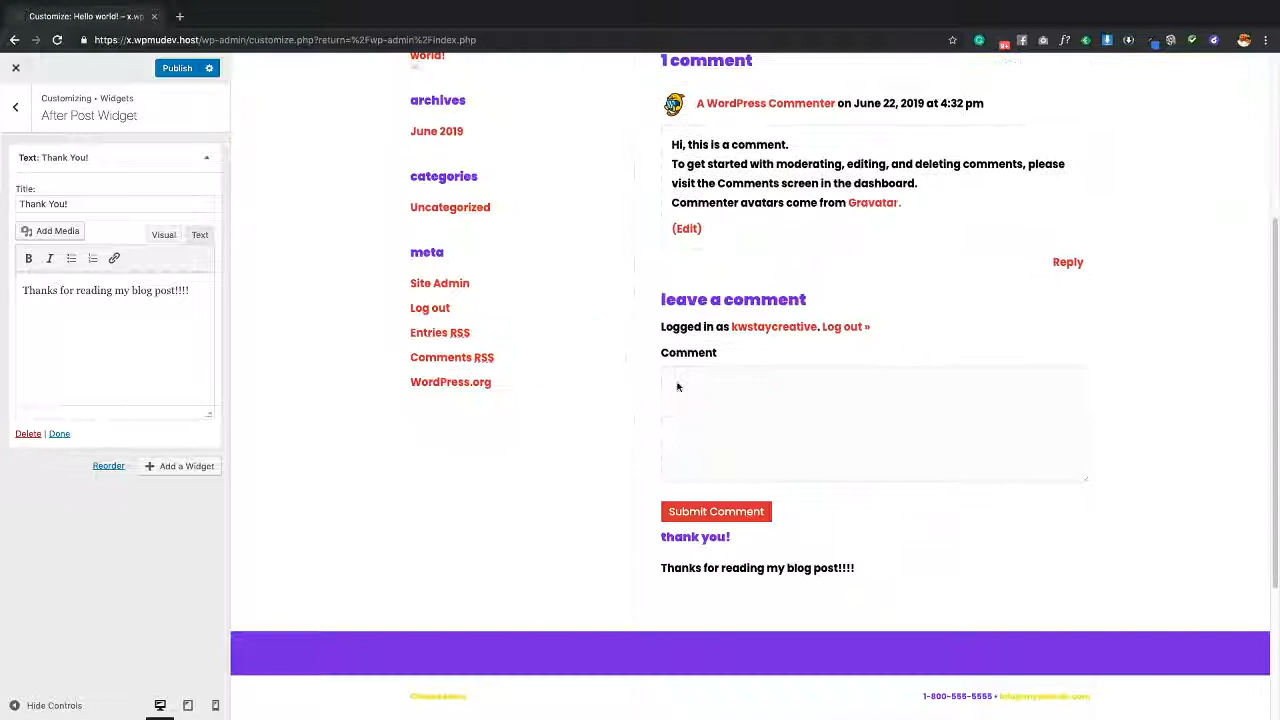 Customize: Hello world! – x.wp
https://x.wpmudev.host/wp-admin/customize.php?return=%2Fwp-admin%2Findex.php
Publish
Customizing • Widgets
After Post Widget
Text: Thank You!
Title:
Thank You!
Add Media
Visual
Text
B I
Thanks for reading my blog post!!!!
Delete | Done
Reorder
Add a Widget
Hide Controls
world!
archives
June 2019
categories
Uncategorized
meta
Site Admin
Log out
Entries RSS
Comments RSS
WordPress.org
1 comment
A WordPress Commenter on June 22, 2019 at 4:32 pm
Hi, this is a comment.
To get started with moderating, editing, and deleting comments, please
visit the Comments screen in the dashboard.
Commenter avatars come from Gravatar.
(Edit)
Reply
leave a comment
Logged in as kwstaycreative. Log out »
Comment
Submit Comment
thank you!
Thanks for reading my blog post!!!!
1-800-555-5555 •